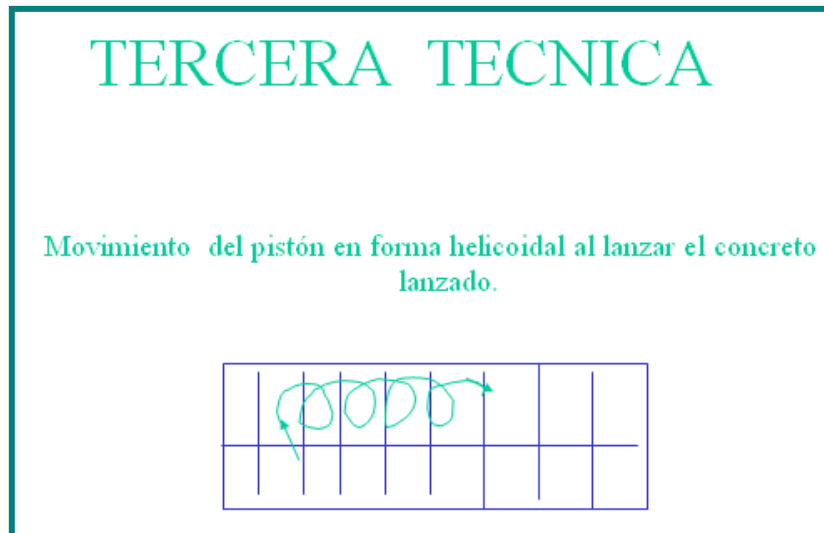 TERCERA TECNICA
Movimiento del pistón en forma helicoidal al lanzar el concreto
lanzado.